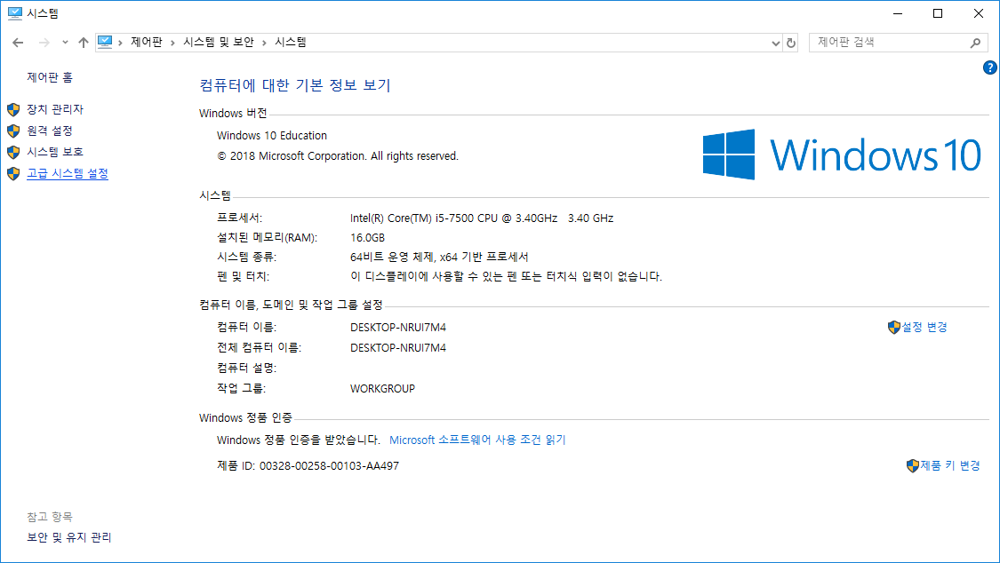 시스템
제어판 › 시스템 및 보안 › 시스템
제어판 검색
?
제어판 홈
장치 관리자
원격 설정
시스템 보호
고급 시스템 설정
컴퓨터에 대한 기본 정보 보기
Windows 버전
Windows 10 Education
© 2018 Microsoft Corporation. All rights reserved.
Windows 10
시스템
프로세서: Intel(R) Core(TM) i5-7500 CPU @ 3.40GHz 3.40 GHz
설치된 메모리(RAM): 16.0GB
시스템 종류: 64비트 운영 체제, x64 기반 프로세서
펜 및 터치: 이 디스플레이에 사용할 수 있는 펜 또는 터치식 입력이 없습니다.
컴퓨터 이름, 도메인 및 작업 그룹 설정
컴퓨터 이름: DESKTOP-NRUI7M4 설정 변경
전체 컴퓨터 이름: DESKTOP-NRUI7M4
컴퓨터 설명:
작업 그룹: WORKGROUP
Windows 정품 인증
Windows 정품 인증을 받았습니다. Microsoft 소프트웨어 사용 조건 읽기
제품 ID: 00328-00258-00103-AA497 제품 키 변경
참고 항목
보안 및 유지 관리